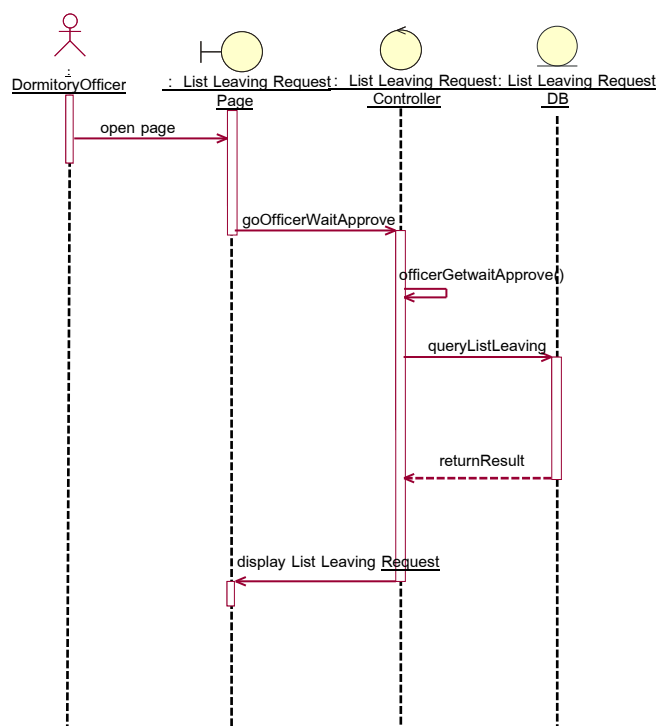 :
DormitoryOfficer
: List Leaving Request
Page
: List Leaving Request
Controller
: List Leaving Request
DB
open page
goOfficerWaitApprove
officerGetwaitApprove()
queryListLeaving
returnResult
display List Leaving Request